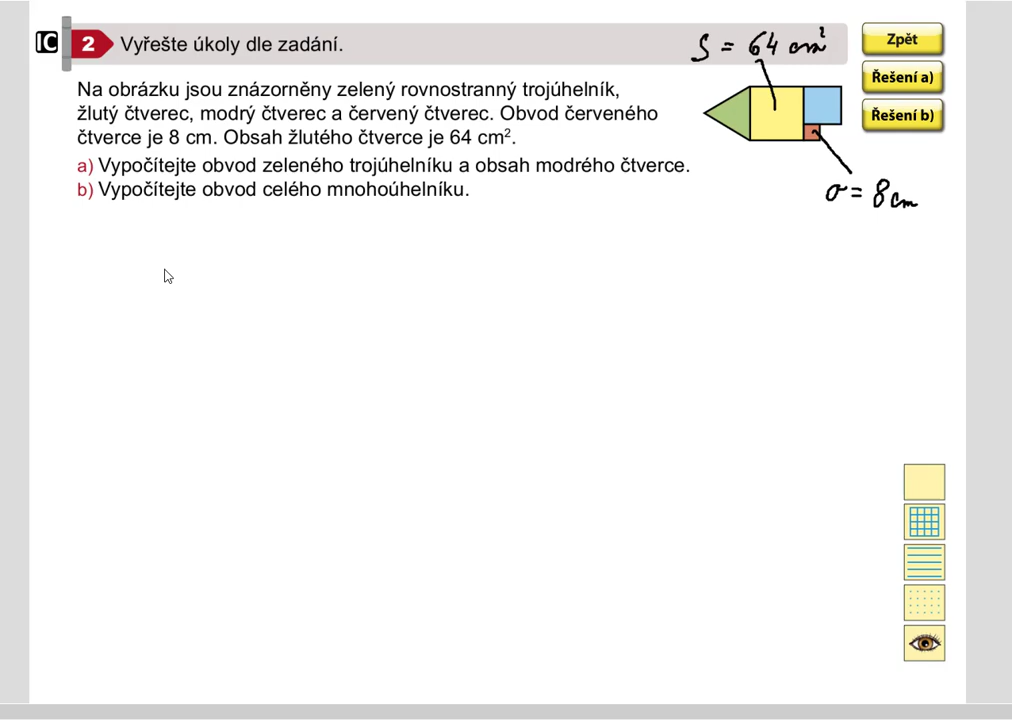 IC 2 Vyřešte úkoly dle zadání.
S = 64 cm²
Zpět
Řešení a)
Řešení b)
Na obrázku jsou znázorněny zelený rovnostranný trojúhelník,
žlutý čtverec, modrý čtverec a červený čtverec. Obvod červeného
čtverce je 8 cm. Obsah žlutého čtverce je 64 cm².
a) Vypočítejte obvod zeleného trojúhelníku a obsah modrého čtverce.
b) Vypočítejte obvod celého mnohoúhelníku.
σ = 8 cm